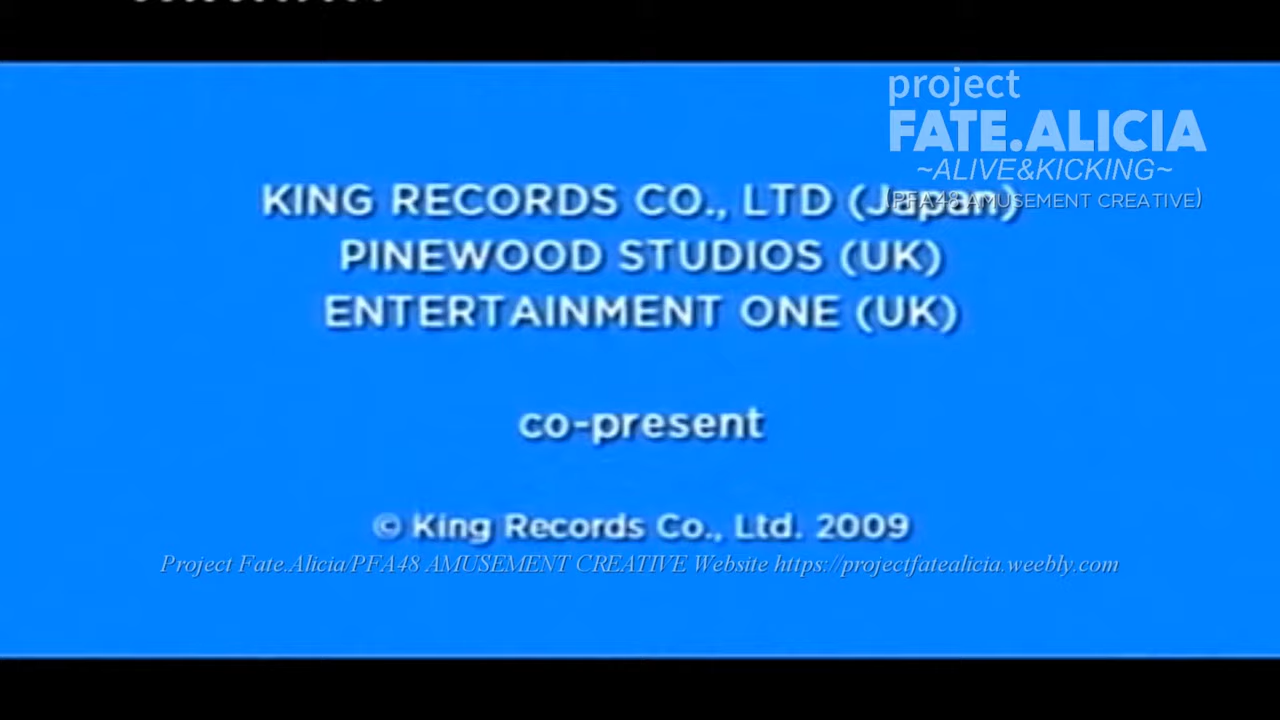 project
FATE.ALICIA
~ALIVE&KICKING~
(PFA48 AMUSEMENT CREATIVE)
KING RECORDS CO., LTD (Japan)
PINEWOOD STUDIOS (UK)
ENTERTAINMENT ONE (UK)
co-present
© King Records Co., Ltd. 2009
Project Fate.Alicia/PFA48 AMUSEMENT CREATIVE Website https://projectfatealicia.weebly.com